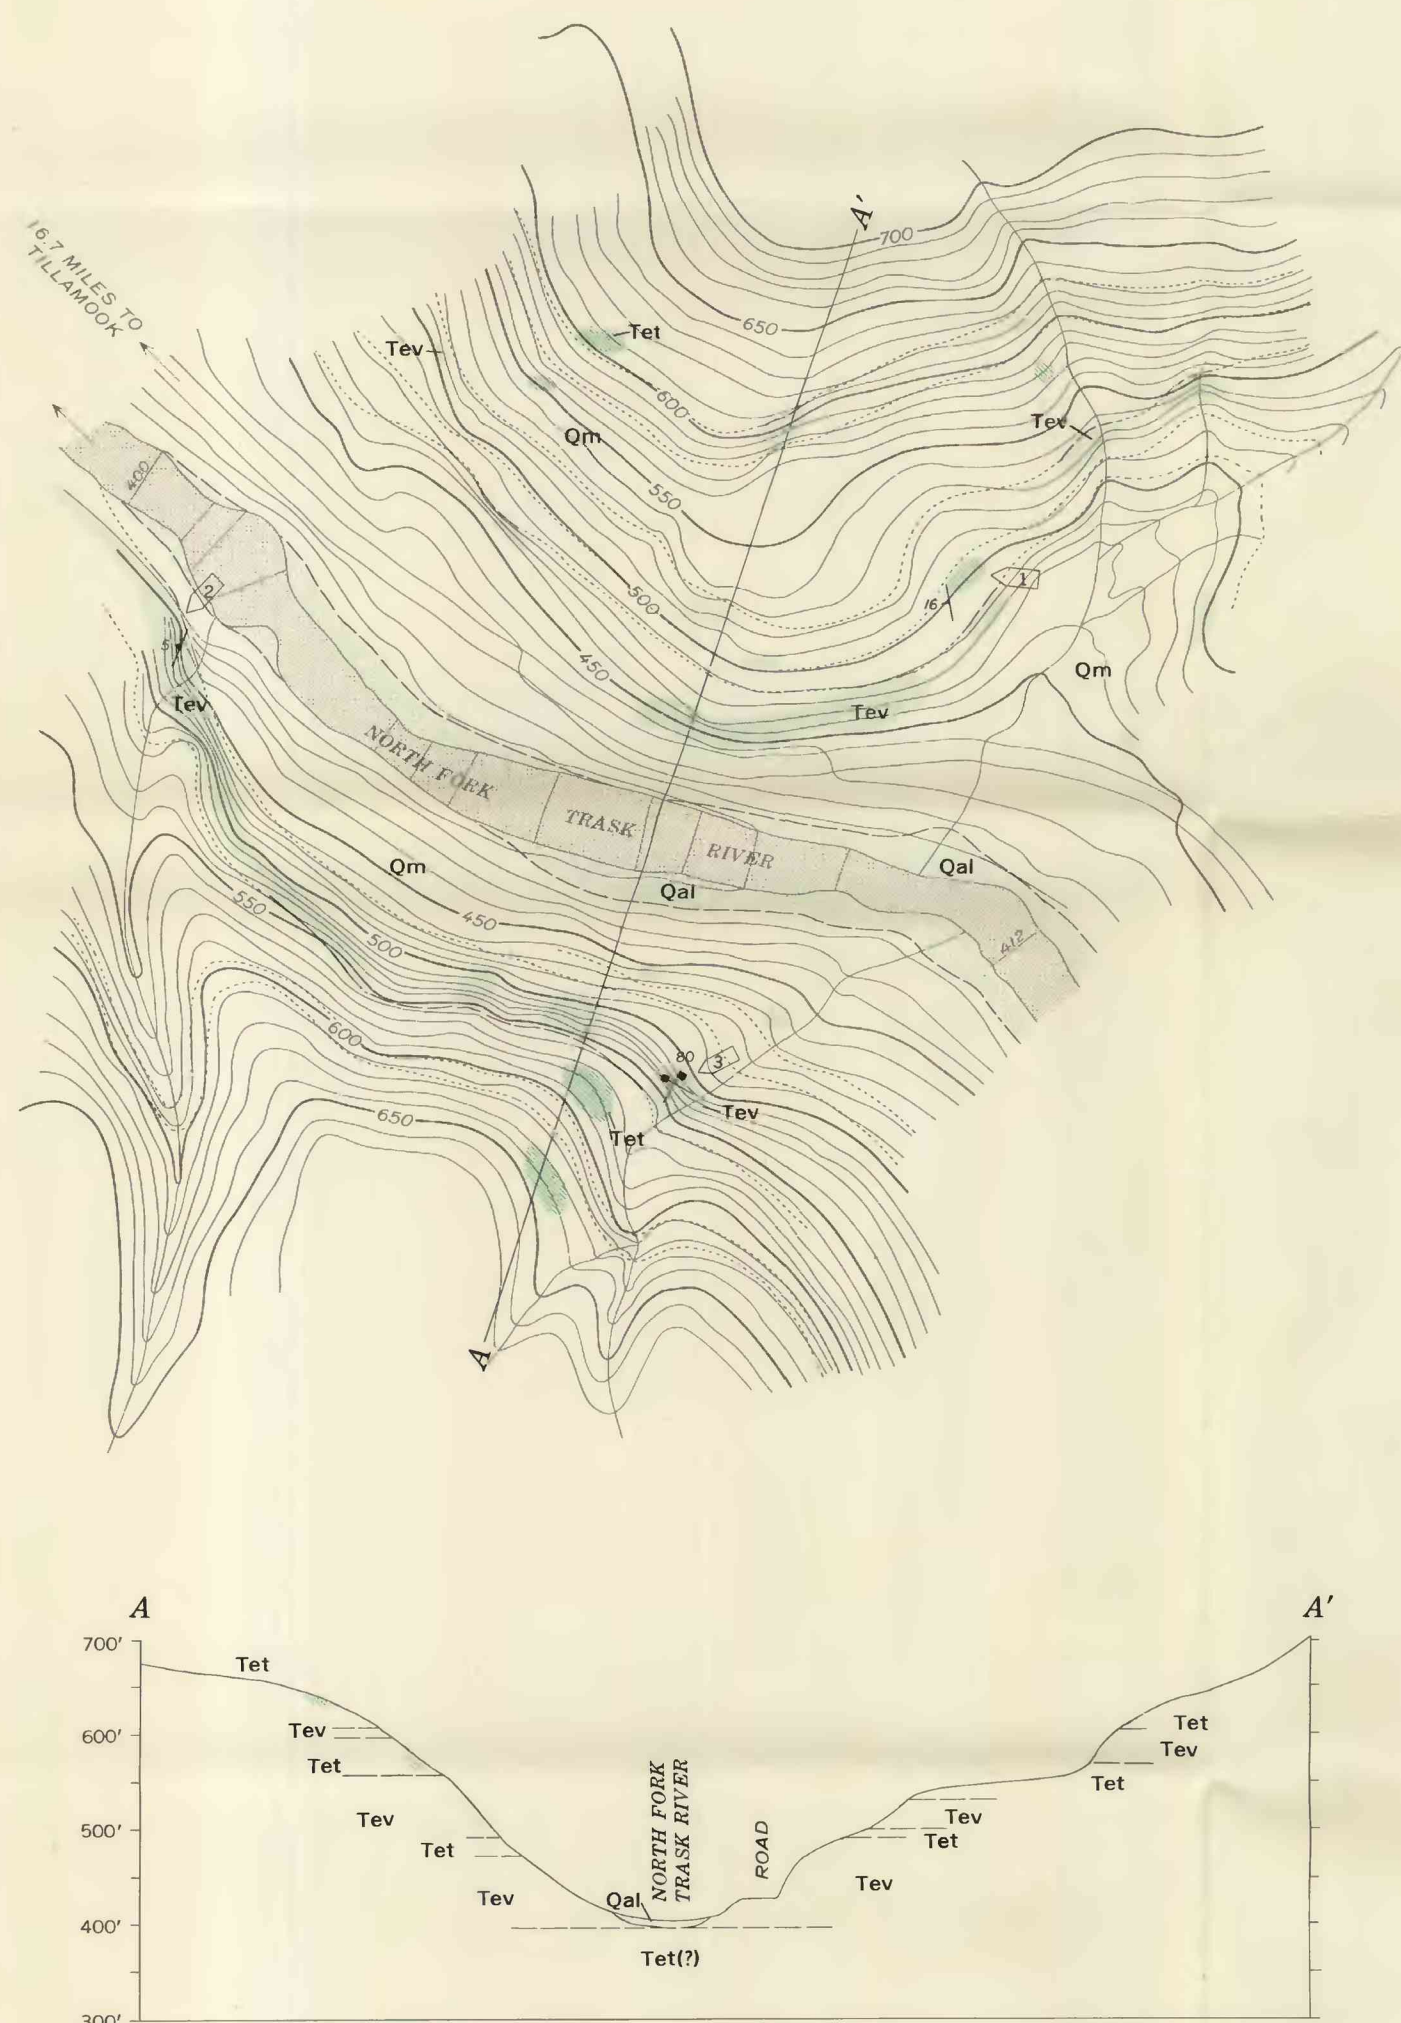 A'
700
16.7 MILES TO
TILLAMOOK
650
Tet
Tev
600
Tev
Qm
400
550
1
2
500
16
5
450
Qm
Tev
Tev
NORTH FORK
TRASK
RIVER
Qm
Qal
Qal
550
450
500
412
600
80
3
650
Tev
Tet
A
A
A'
700'
Tet
600'
Tev
Tet
Tet
Tev
Tet
500'
Tev
Tet
NORTH FORK
TRASK RIVER
ROAD
Tev
Tet
Tev
Tev
Qal
400'
Tet(?)
300'